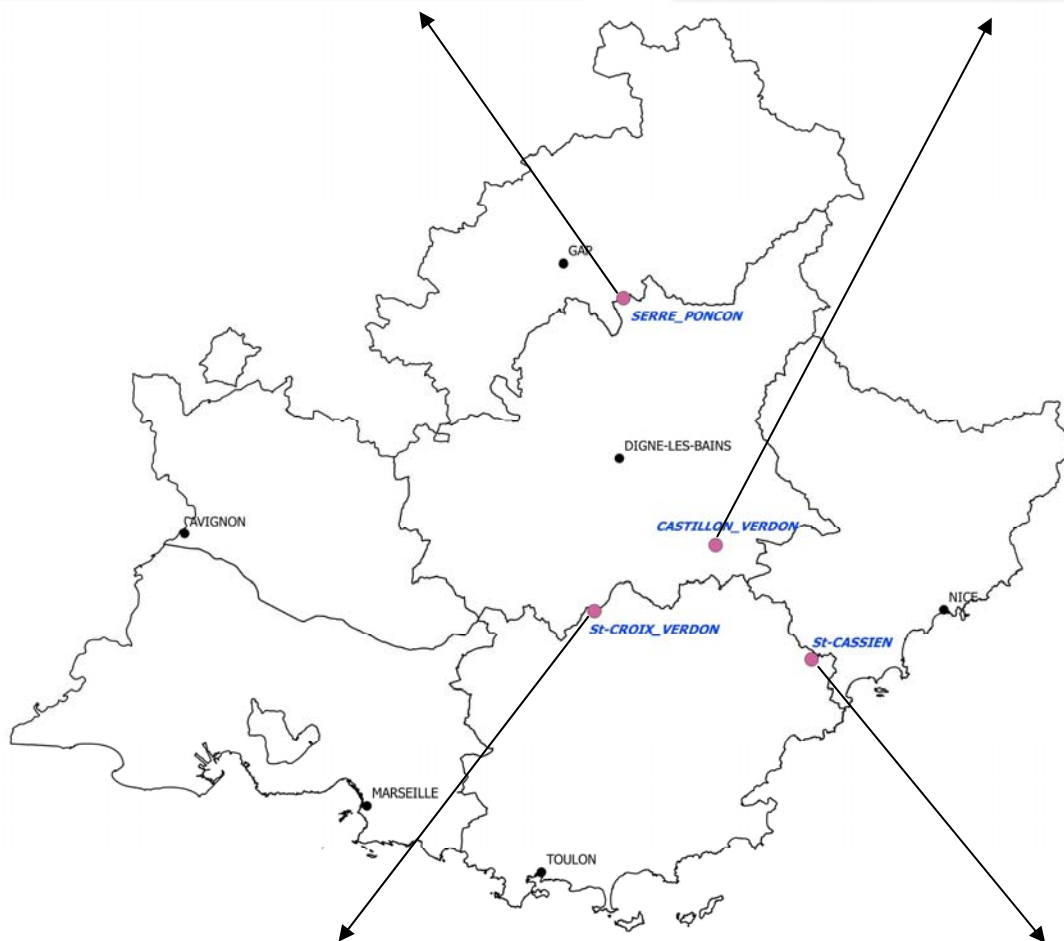 GAP
SERRE_PONCON
DIGNE-LES-BAINS
AVIGNON
CASTILLON_VERDON
NICE
St-CROIX_VERDON
St-CASSIEN
MARSEILLE
TOULON